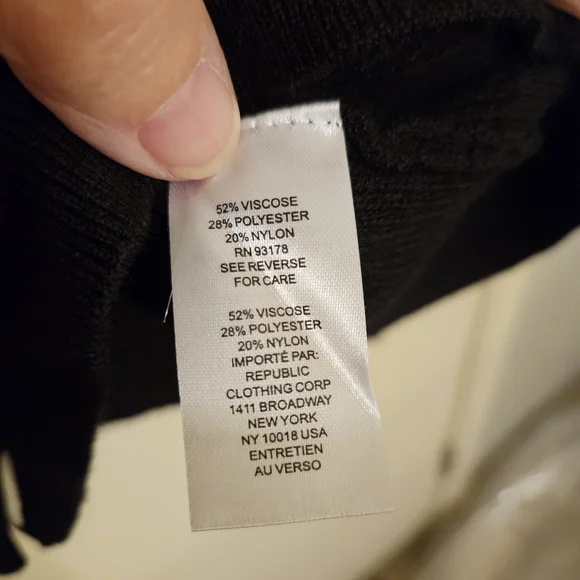 52% VISCOSE
28% POLYESTER
20% NYLON
RN 93178
SEE REVERSE
FOR CARE
52% VISCOSE
28% POLYESTER
20% NYLON
IMPORTÉ PAR:
REPUBLIC
CLOTHING CORP
1411 BROADWAY
NEW YORK
NY 10018 USA
ENTRETIEN
AU VERSO